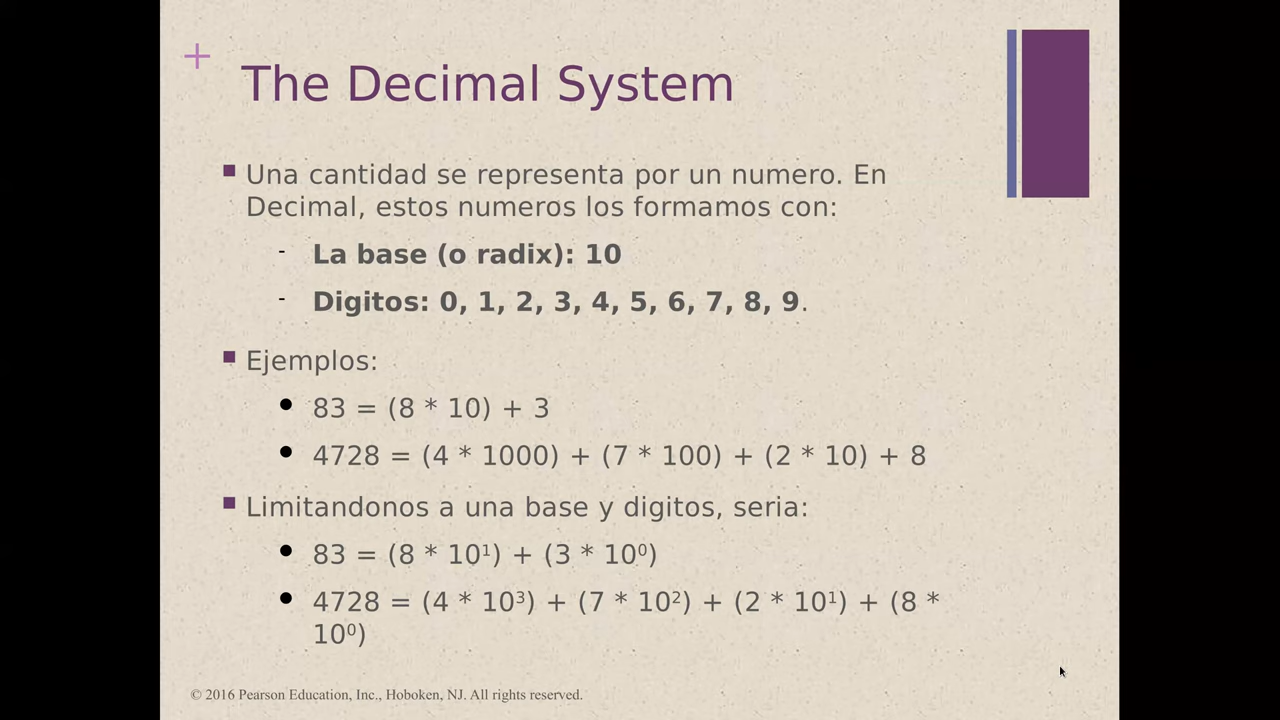 +
The Decimal System
▪ Una cantidad se representa por un numero. En
Decimal, estos numeros los formamos con:
- La base (o radix): 10
- Digitos: 0, 1, 2, 3, 4, 5, 6, 7, 8, 9.
▪ Ejemplos:
● 83 = (8 * 10) + 3
● 4728 = (4 * 1000) + (7 * 100) + (2 * 10) + 8
▪ Limitandonos a una base y digitos, seria:
● 83 = (8 * 10¹) + (3 * 10⁰)
● 4728 = (4 * 10³) + (7 * 10²) + (2 * 10¹) + (8 *
10⁰)
© 2016 Pearson Education, Inc., Hoboken, NJ. All rights reserved.